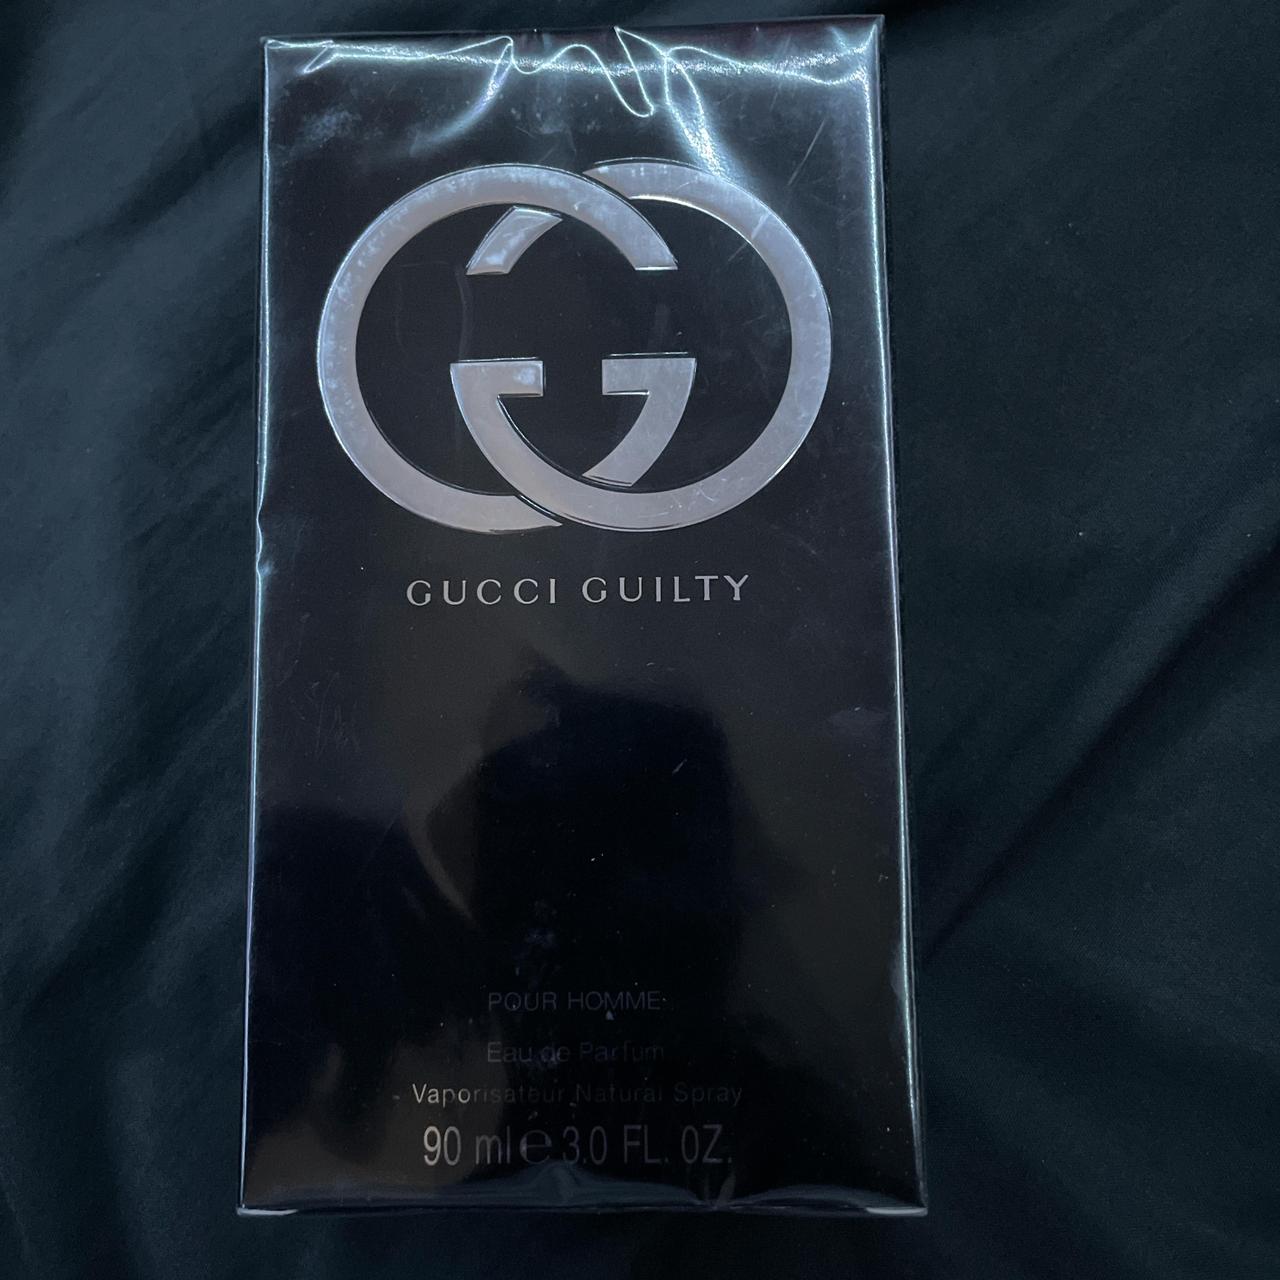 GUCCI GUILTY
POUR HOMME
Eau de Parfum
Vaporisateur Natural Spray
90 ml e 3.0 FL. OZ.